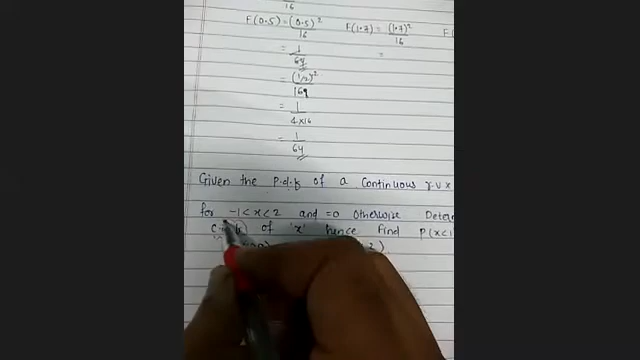 16
F(0.5) = (0.5)² F(1.7) = (1.7)² F(
16 16
= 1 =
64
= (1/2)²
16
= 1
4×16
= 1
64
Given the p.d.f of a Continuous r.v x
for -1 < x < 2 and =0 otherwise Deter
of 'x' hence find P(x<1